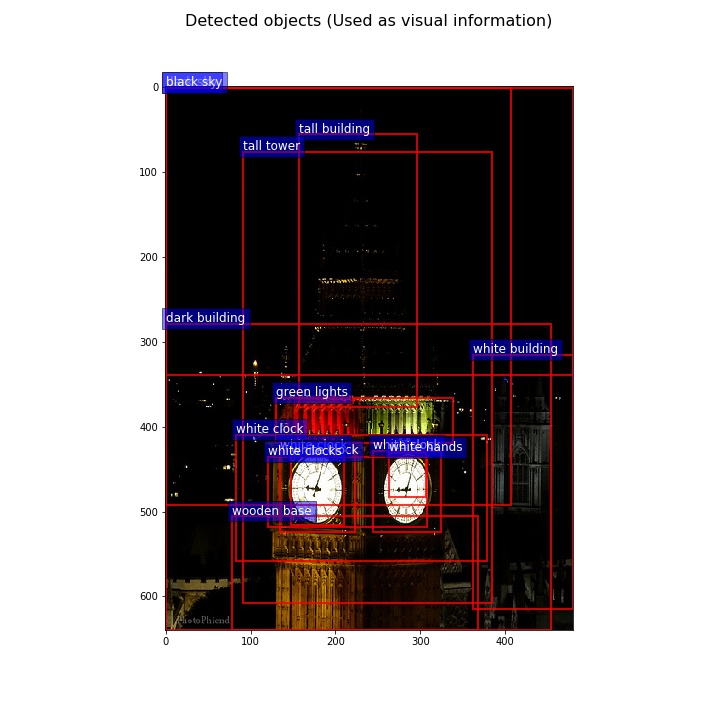 Detected objects (Used as visual information)
black sky
0
tall building
tall tower
100
200
dark building
300
white building
green lights
400
white clock
white clocks
white hands
500
wooden base
600
PhotoPhiend
0
100
200
300
400